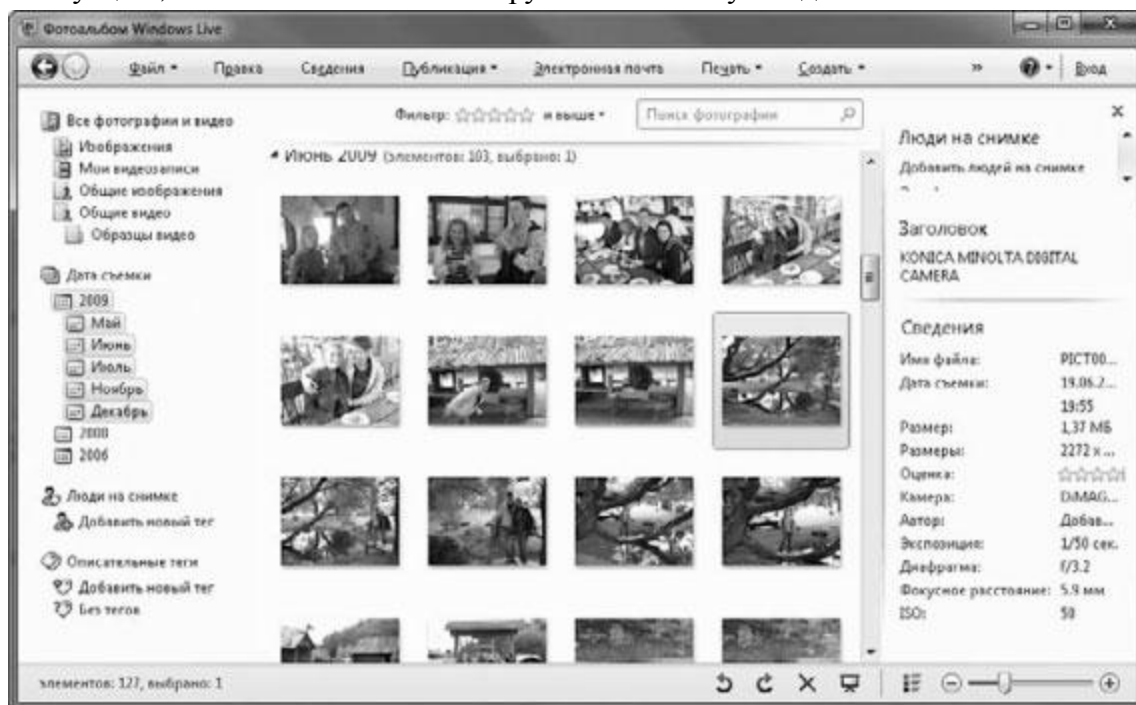 Фотоальбом Windows Live
Файл Правка Сведения Публикация Электронная почта Печать Создать » Вход
Все фотографии и видео
Изображения
Мои видеозаписи
Общие изображения
Общие видео
Образцы видео
Дата съемки
2009
Май
Июнь
Июль
Ноябрь
Декабрь
2008
2006
Люди на снимке
Добавить новый тег
Описательные теги
Добавить новый тег
Без тегов
Фильтр: и выше
Поиск фотографии
Июнь 2009 (элементов: 103, выбрано: 1)
Люди на снимке
Добавить людей на снимке
Заголовок
KONICA MINOLTA DIGITAL
CAMERA
Сведения
Имя файла: PICT00...
Дата съемки: 19.06.2...
19:55
Размер: 1,37 МБ
Размеры: 2272 x ...
Оценка:
Камера: DiMAG...
Автор: Добав...
Экспозиция: 1/50 сек.
Диафрагма: f/3.2
Фокусное расстояние: 5.9 мм
ISO: 50
элементов: 127, выбрано: 1